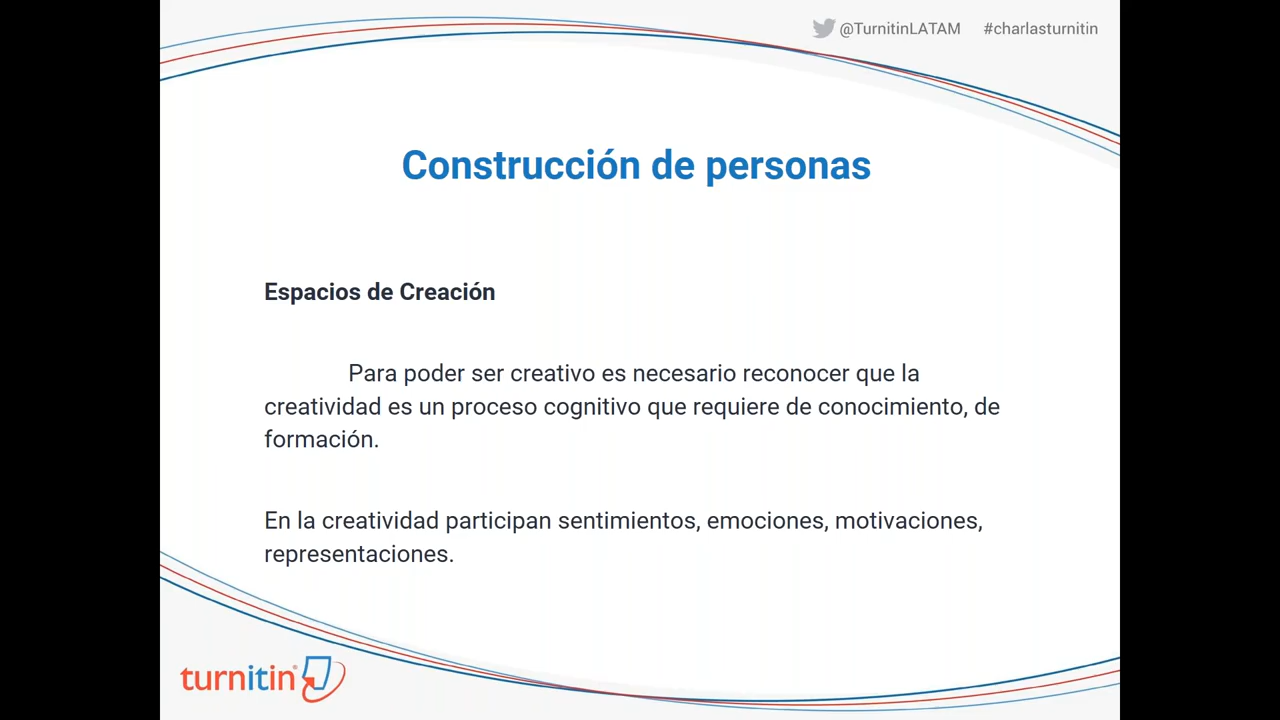 @TurnitinLATAM #charlasturnitin
Construcción de personas
Espacios de Creación
Para poder ser creativo es necesario reconocer que la
creatividad es un proceso cognitivo que requiere de conocimiento, de
formación.
En la creatividad participan sentimientos, emociones, motivaciones,
representaciones.
turnitin®